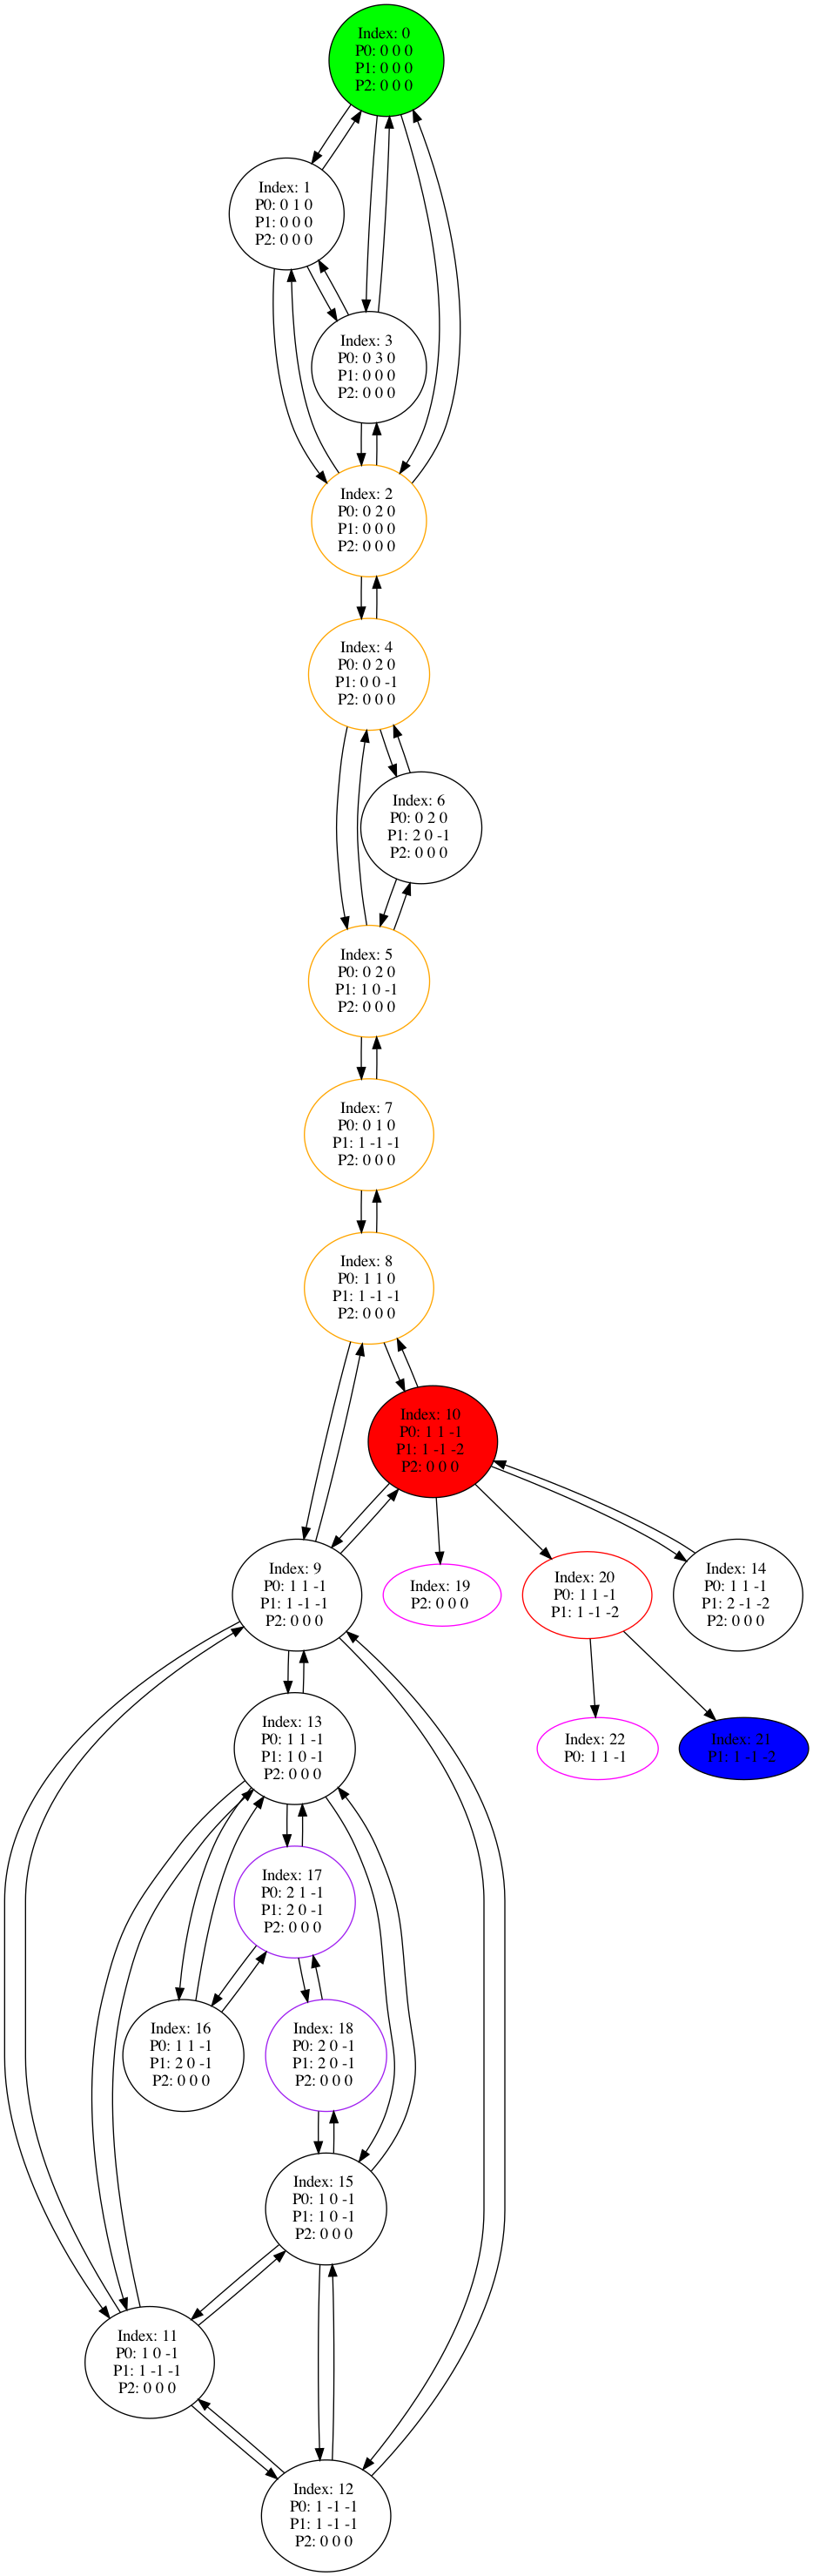 Index: 0
P0: 0 0 0
P1: 0 0 0
P2: 0 0 0
Index: 1
P0: 0 1 0
P1: 0 0 0
P2: 0 0 0
Index: 3
P0: 0 3 0
P1: 0 0 0
P2: 0 0 0
Index: 2
P0: 0 2 0
P1: 0 0 0
P2: 0 0 0
Index: 4
P0: 0 2 0
P1: 0 0 -1
P2: 0 0 0
Index: 6
P0: 0 2 0
P1: 2 0 -1
P2: 0 0 0
Index: 5
P0: 0 2 0
P1: 1 0 -1
P2: 0 0 0
Index: 7
P0: 0 1 0
P1: 1 -1 -1
P2: 0 0 0
Index: 8
P0: 1 1 0
P1: 1 -1 -1
P2: 0 0 0
Index: 10
P0: 1 1 -1
P1: 1 -1 -2
P2: 0 0 0
Index: 9
P0: 1 1 -1
P1: 1 -1 -1
P2: 0 0 0
Index: 19
P2: 0 0 0
Index: 20
P0: 1 1 -1
P1: 1 -1 -2
Index: 14
P0: 1 1 -1
P1: 2 -1 -2
P2: 0 0 0
Index: 13
P0: 1 1 -1
P1: 1 0 -1
P2: 0 0 0
Index: 22
P0: 1 1 -1
Index: 21
P1: 1 -1 -2
Index: 17
P0: 2 1 -1
P1: 2 0 -1
P2: 0 0 0
Index: 16
P0: 1 1 -1
P1: 2 0 -1
P2: 0 0 0
Index: 18
P0: 2 0 -1
P1: 2 0 -1
P2: 0 0 0
Index: 15
P0: 1 0 -1
P1: 1 0 -1
P2: 0 0 0
Index: 11
P0: 1 0 -1
P1: 1 -1 -1
P2: 0 0 0
Index: 12
P0: 1 -1 -1
P1: 1 -1 -1
P2: 0 0 0